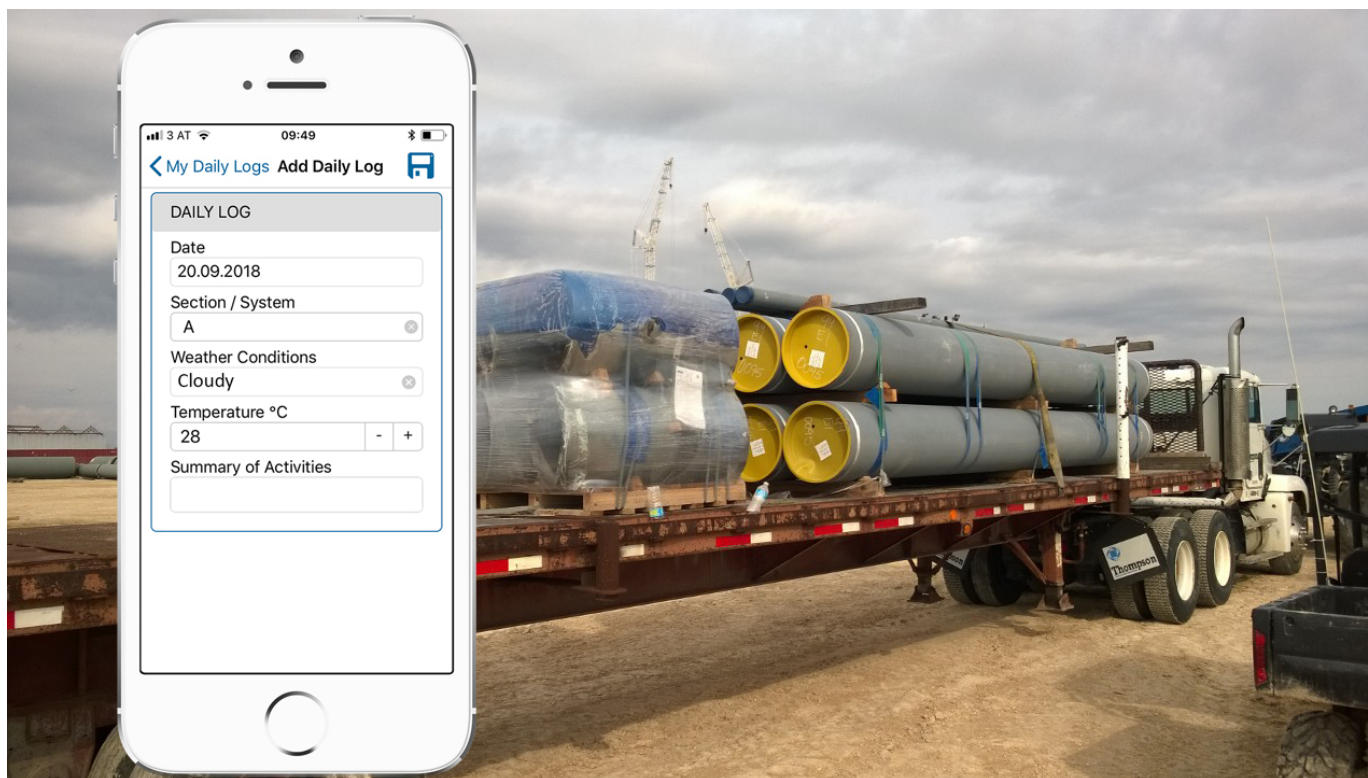 3 AT
09:49
My Daily Logs Add Daily Log
DAILY LOG
Date
20.09.2018
Section / System
A
Weather Conditions
Cloudy
Temperature °C
28 - +
Summary of Activities
Thompson